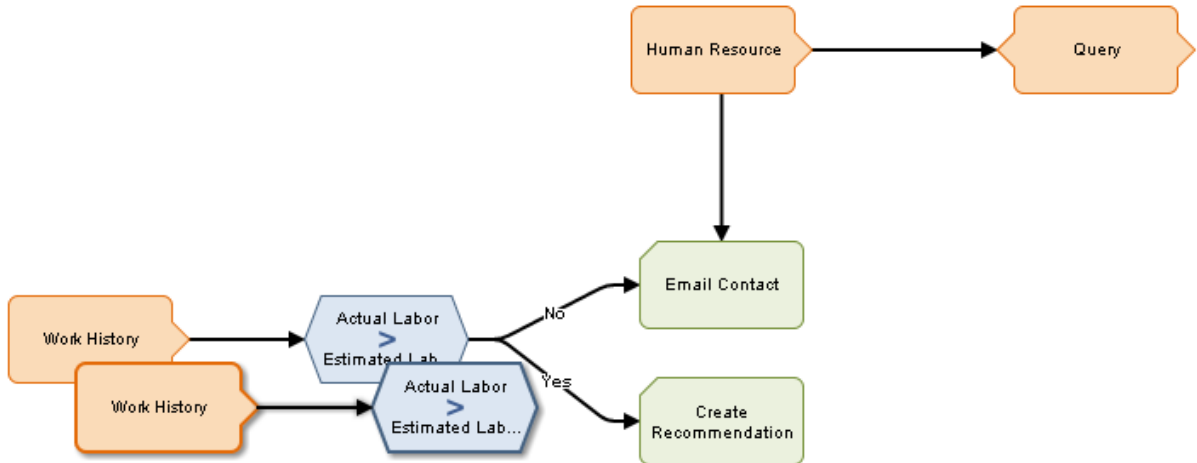 Human Resource
Query
Email Contact
No
Work History
Actual Labor
>
Estimated Lab...
Yes
Work History
Actual Labor
>
Estimated Lab...
Create
Recommendation